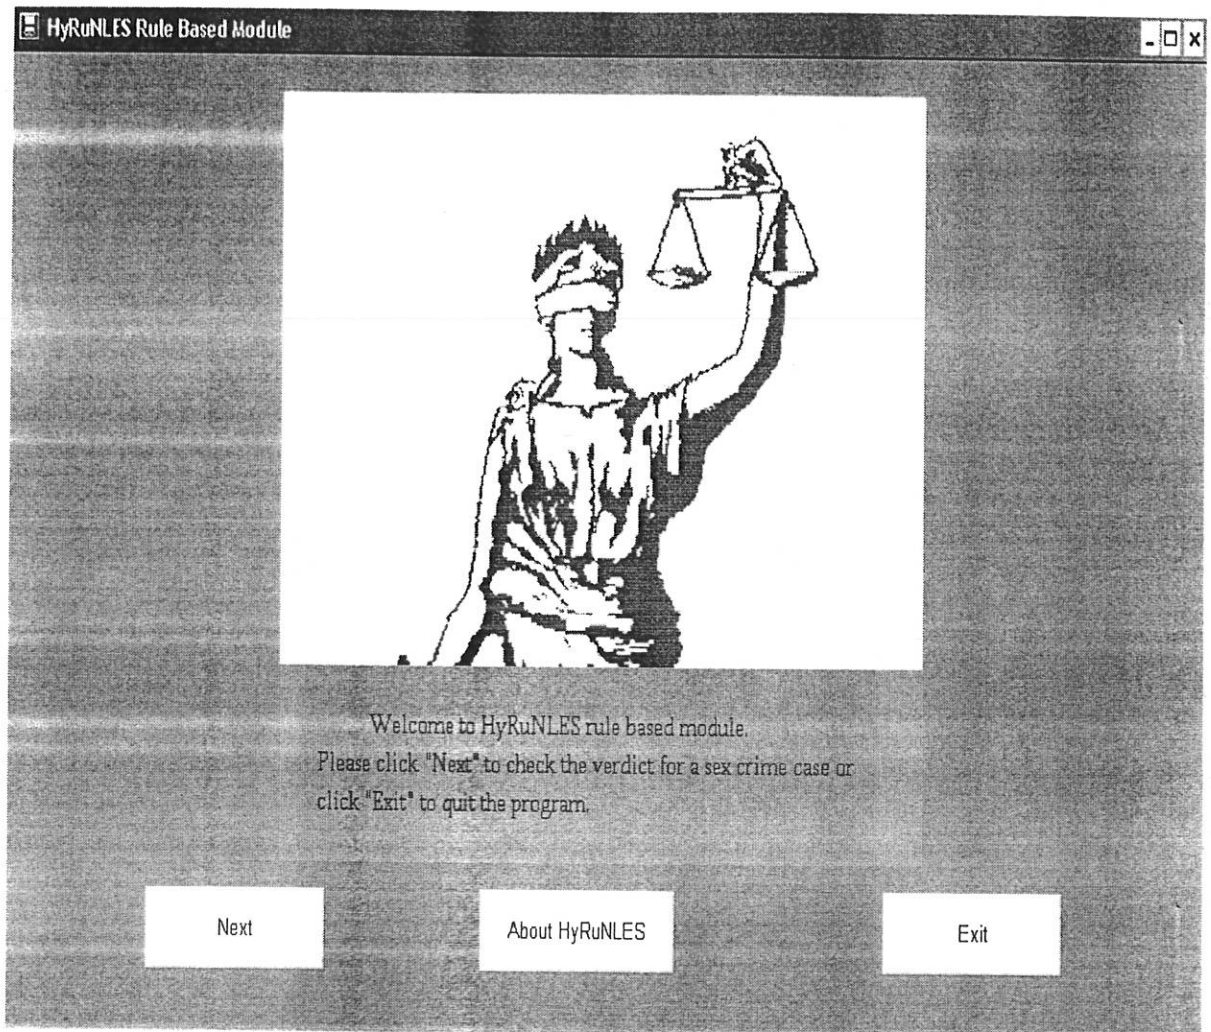 HyRuNLES Rule Based Module
Welcome to HyRuNLES rule based module.
Please click "Next" to check the verdict for a sex crime case or
click "Exit" to quit the program.
Next
About HyRuNLES
Exit